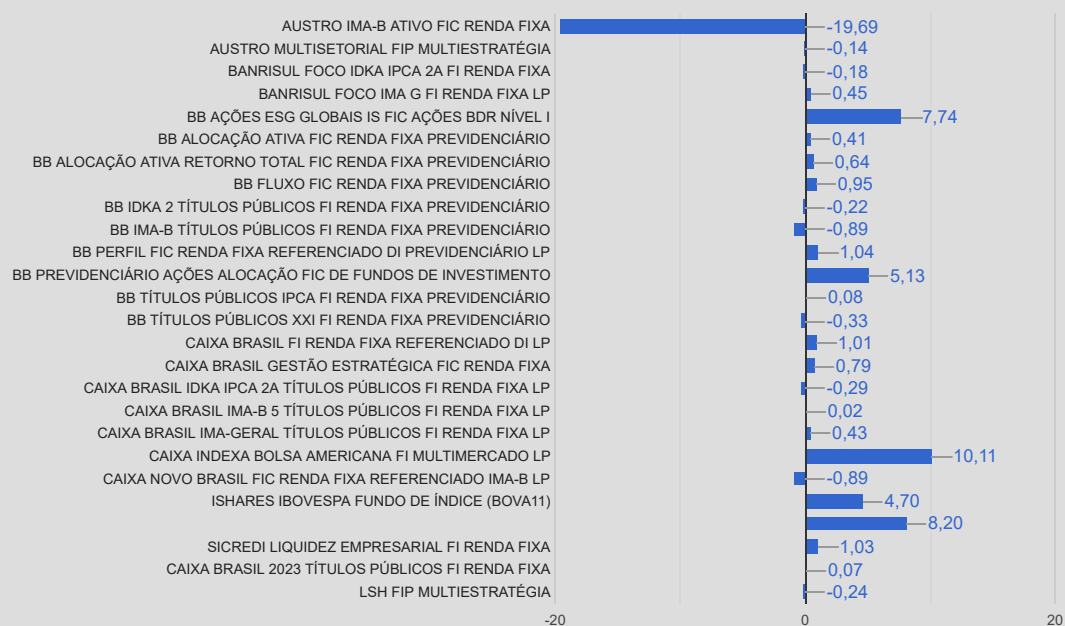 AUSTRO IMA-B ATIVO FIC RENDA FIXA -19,69
AUSTRO MULTISETORIAL FIP MULTIESTRATÉGIA -0,14
BANRISUL FOCO IDKA IPCA 2A FI RENDA FIXA -0,18
BANRISUL FOCO IMA G FI RENDA FIXA LP 0,45
BB AÇÕES ESG GLOBAIS IS FIC AÇÕES BDR NÍVEL I 7,74
BB ALOCAÇÃO ATIVA FIC RENDA FIXA PREVIDENCIÁRIO 0,41
BB ALOCAÇÃO ATIVA RETORNO TOTAL FIC RENDA FIXA PREVIDENCIÁRIO 0,64
BB FLUXO FIC RENDA FIXA PREVIDENCIÁRIO 0,95
BB IDKA 2 TÍTULOS PÚBLICOS FI RENDA FIXA PREVIDENCIÁRIO -0,22
BB IMA-B TÍTULOS PÚBLICOS FI RENDA FIXA PREVIDENCIÁRIO -0,89
BB PERFIL FIC RENDA FIXA REFERENCIADO DI PREVIDENCIÁRIO LP 1,04
BB PREVIDENCIÁRIO AÇÕES ALOCAÇÃO FIC DE FUNDOS DE INVESTIMENTO 5,13
BB TÍTULOS PÚBLICOS IPCA FI RENDA FIXA PREVIDENCIÁRIO 0,08
BB TÍTULOS PÚBLICOS XXI FI RENDA FIXA PREVIDENCIÁRIO -0,33
CAIXA BRASIL FI RENDA FIXA REFERENCIADO DI LP 1,01
CAIXA BRASIL GESTÃO ESTRATÉGICA FIC RENDA FIXA 0,79
CAIXA BRASIL IDKA IPCA 2A TÍTULOS PÚBLICOS FI RENDA FIXA LP -0,29
CAIXA BRASIL IMA-B 5 TÍTULOS PÚBLICOS FI RENDA FIXA LP 0,02
CAIXA BRASIL IMA-GERAL TÍTULOS PÚBLICOS FI RENDA FIXA LP 0,43
CAIXA INDEXA BOLSA AMERICANA FI MULTIMERCADO LP 10,11
CAIXA NOVO BRASIL FIC RENDA FIXA REFERENCIADO IMA-B LP -0,89
ISHARES IBOVESPA FUNDO DE ÍNDICE (BOVA11) 4,70
8,20
SICREDI LIQUIDEZ EMPRESARIAL FI RENDA FIXA 1,03
CAIXA BRASIL 2023 TÍTULOS PÚBLICOS FI RENDA FIXA 0,07
LSH FIP MULTIESTRATÉGIA -0,24
-20 0 20